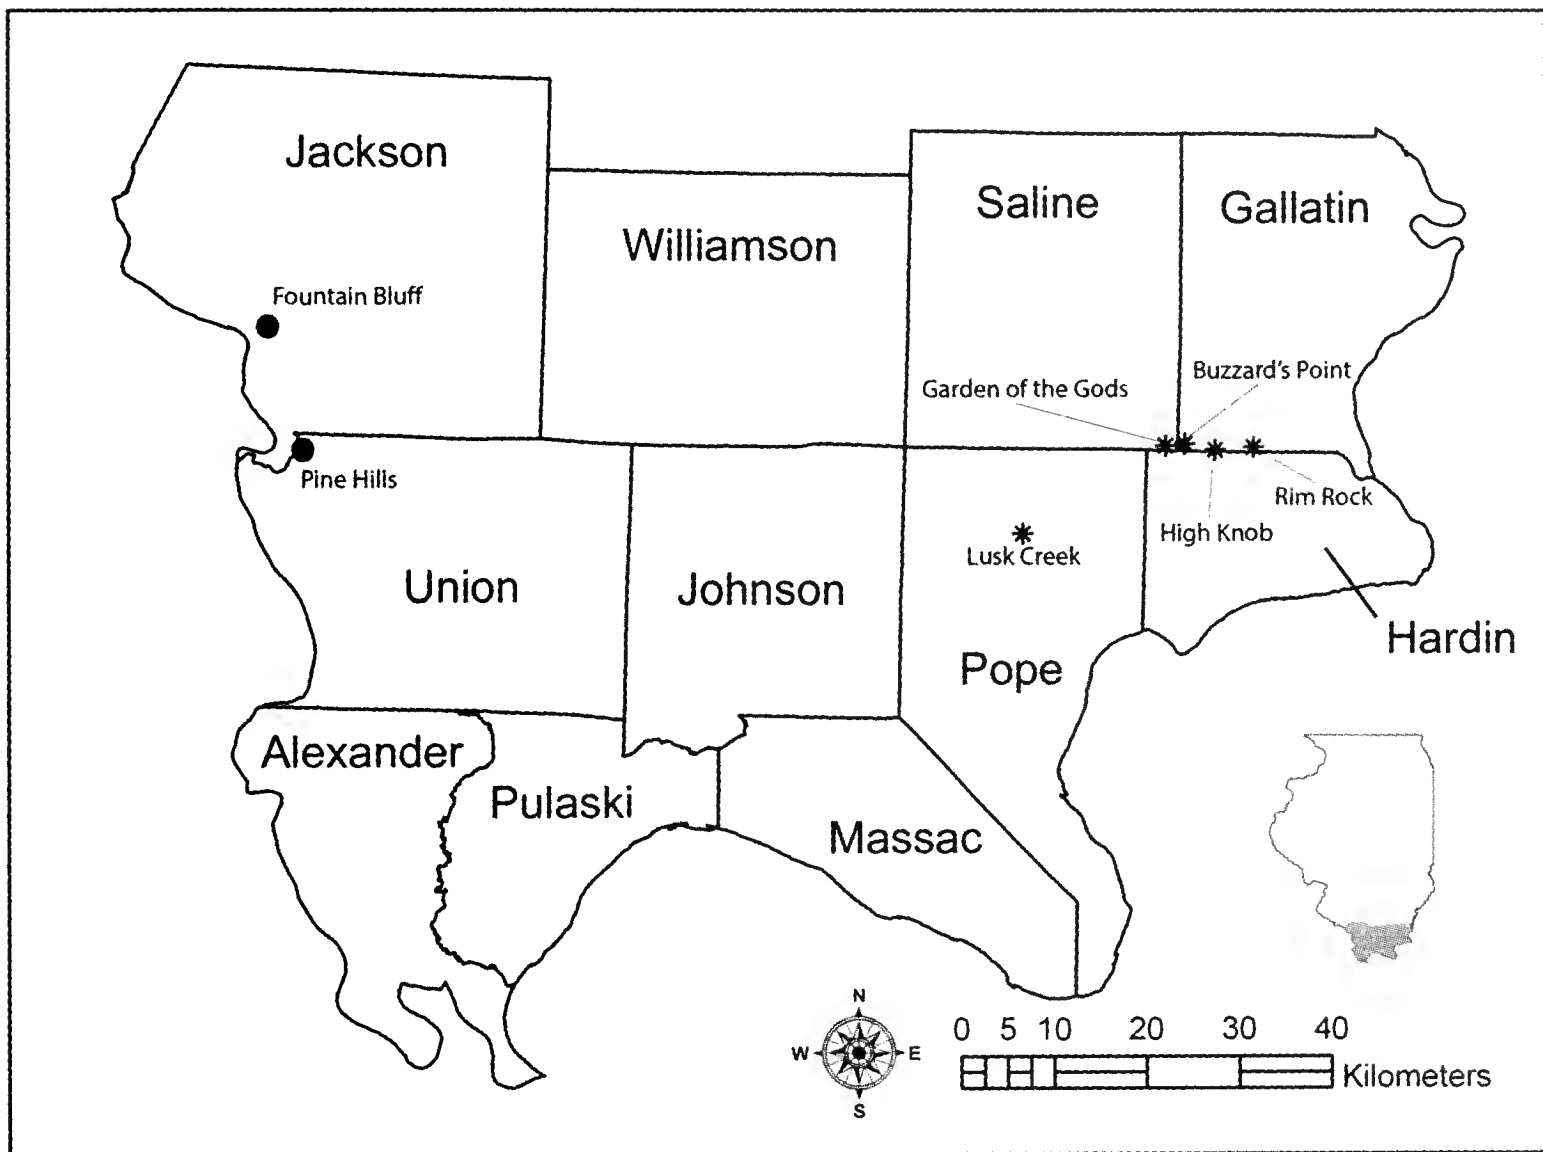 Jackson
Saline
Gallatin
Williamson
Fountain Bluff
Buzzard's Point
Garden of the Gods
Pine Hills
Rim Rock
High Knob
Lusk Creek
Union
Johnson
Hardin
Pope
Alexander
Pulaski
Massac
N
W E
S
0 5 10 20 30 40
Kilometers